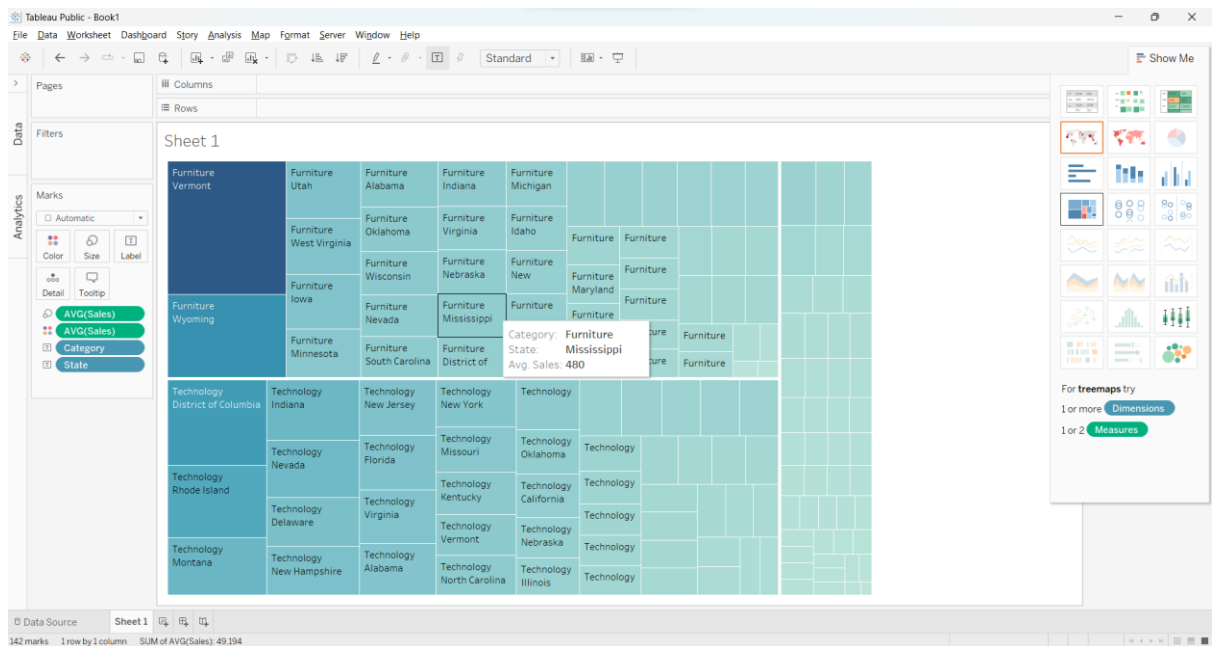 Tableau Public - Book1
File Data Worksheet Dashboard Story Analysis Map Format Server Window Help
Standard
Show Me
Pages
Columns
Rows
Data
Filters
Sheet 1
Analytics
Marks
Automatic
Color Size Label
Detail Tooltip
AVG(Sales)
AVG(Sales)
Category
State
Furniture
Vermont
Furniture
Wyoming
Furniture
Utah
Furniture
West Virginia
Furniture
Iowa
Furniture
Minnesota
Furniture
Alabama
Furniture
Oklahoma
Furniture
Wisconsin
Furniture
Nevada
Furniture
South Carolina
Furniture
Indiana
Furniture
Virginia
Furniture
Nebraska
Furniture
Mississippi
Furniture
District of
Furniture
Michigan
Furniture
Idaho
Furniture
New
Furniture
Furniture
Furniture
Maryland
Furniture
Furniture
Furniture
Furniture
Furniture
Furniture
Category: Furniture
State: Mississippi
Avg. Sales: 480
Technology
District of Columbia
Technology
Rhode Island
Technology
Montana
Technology
Indiana
Technology
Nevada
Technology
Delaware
Technology
New Hampshire
Technology
New Jersey
Technology
Florida
Technology
Virginia
Technology
Alabama
Technology
New York
Technology
Missouri
Technology
Kentucky
Technology
Vermont
Technology
North Carolina
Technology
Technology
Oklahoma
Technology
California
Technology
Nebraska
Technology
Illinois
Technology
Technology
Technology
Technology
Technology
For treemaps try
1 or more Dimensions
1 or 2 Measures
Data Source Sheet 1
142 marks 1 row by 1 column SUM of AVG(Sales): 49.194